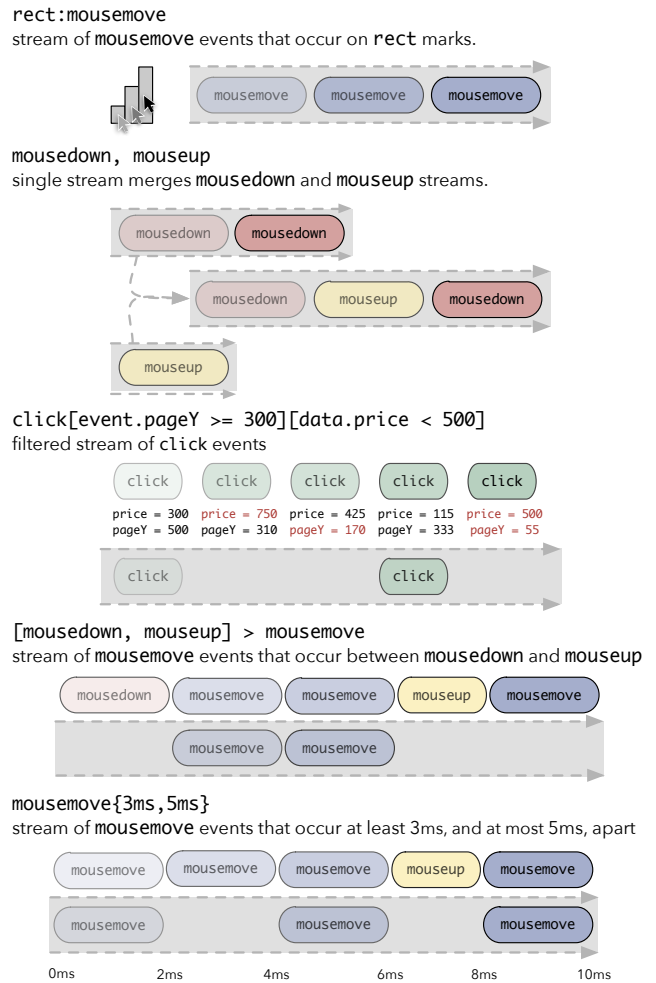 rect:mousemove
stream of mousemove events that occur on rect marks.
mousemove mousemove mousemove
mousedown, mouseup
single stream merges mousedown and mouseup streams.
mousedown mousedown
mousedown mouseup mousedown
mouseup
click[event.pageY >= 300][data.price < 500]
filtered stream of click events
click click click click click
price = 300 price = 750 price = 425 price = 115 price = 500
pageY = 500 pageY = 310 pageY = 170 pageY = 333 pageY = 55
click click
[mousedown, mouseup] > mousemove
stream of mousemove events that occur between mousedown and mouseup
mousedown mousemove mousemove mouseup mousemove
mousemove mousemove
mousemove{3ms,5ms}
stream of mousemove events that occur at least 3ms, and at most 5ms, apart
mousemove mousemove mousemove mouseup mousemove
mousemove mousemove mousemove
0ms 2ms 4ms 6ms 8ms 10ms